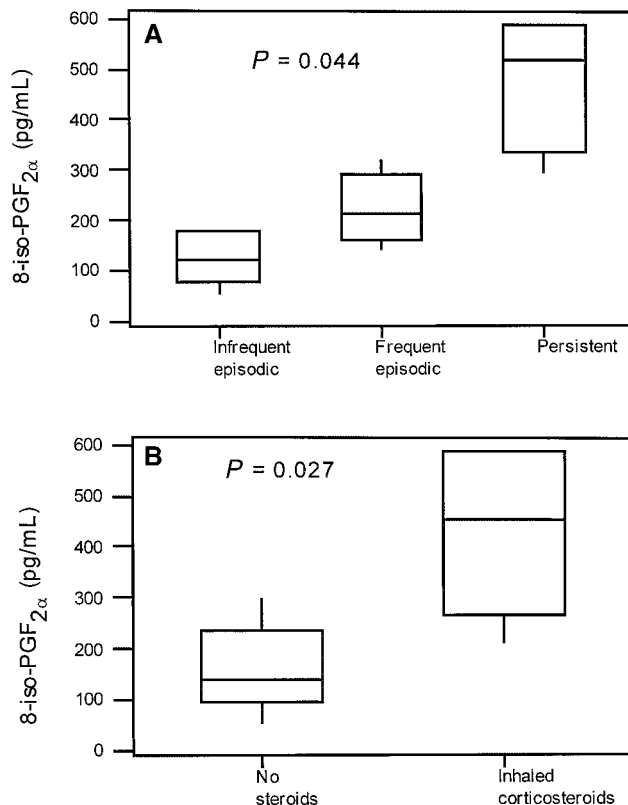 A
P = 0.044
8-iso-PGF2α (pg/mL)
600
500
400
300
200
100
0
Infrequent episodic
Frequent episodic
Persistent
B
P = 0.027
8-iso-PGF2α (pg/mL)
600
500
400
300
200
100
0
No steroids
Inhaled corticosteroids